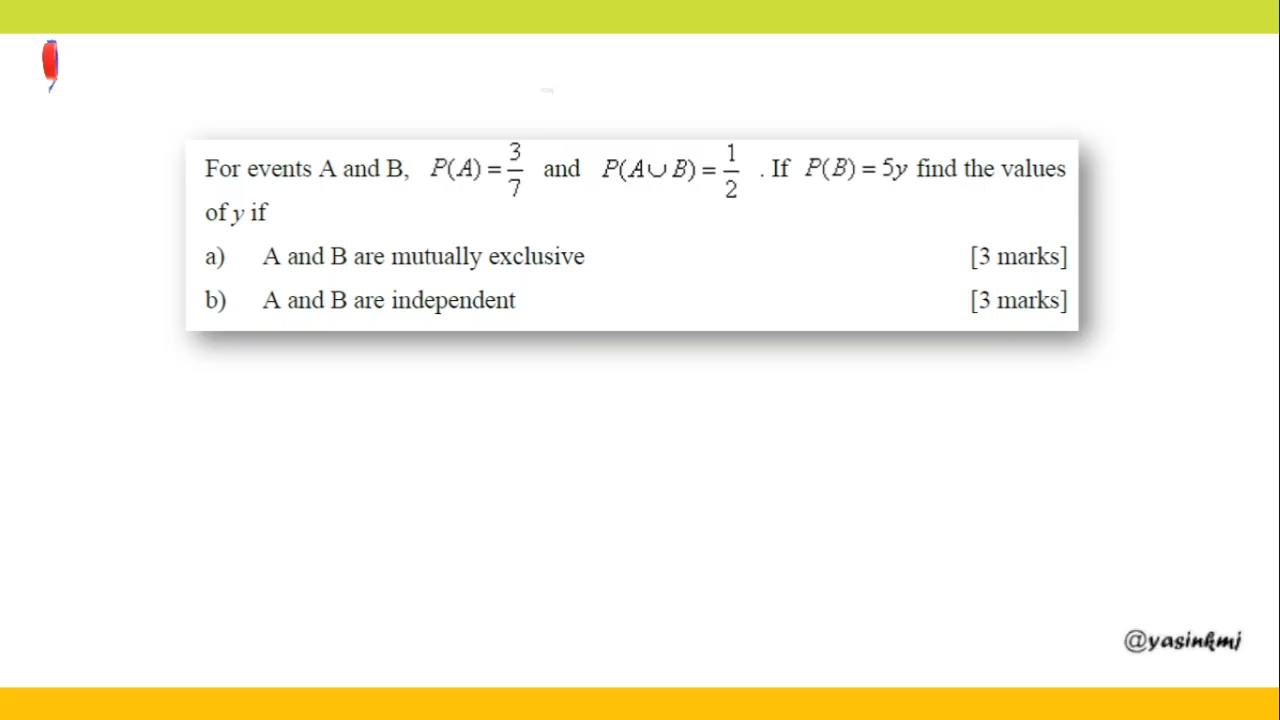 For events A and B, P(A) = 3/7 and P(A∪B) = 1/2 . If P(B) = 5y find the values
of y if
a) A and B are mutually exclusive [3 marks]
b) A and B are independent [3 marks]
@yasinkmj